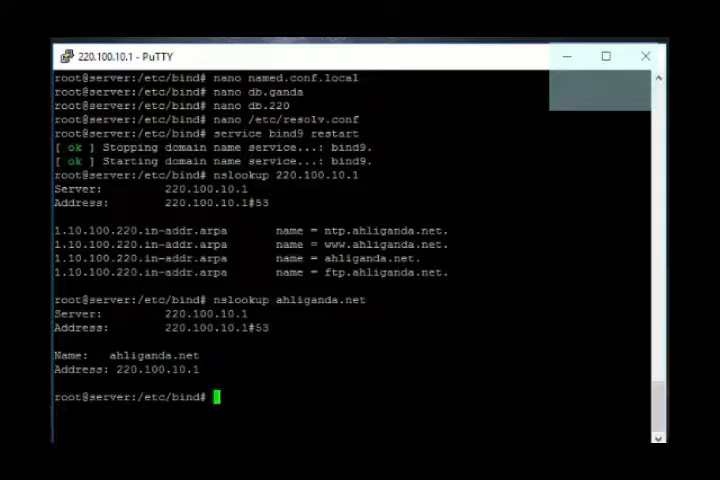 220.100.10.1 - PuTTY
root@server:/etc/bind# nano named.conf.local
root@server:/etc/bind# nano db.ganda
root@server:/etc/bind# nano db.220
root@server:/etc/bind# nano /etc/resolv.conf
root@server:/etc/bind# service bind9 restart
[ ok ] Stopping domain name service...: bind9.
[ ok ] Starting domain name service...: bind9.
root@server:/etc/bind# nslookup 220.100.10.1
Server: 220.100.10.1
Address: 220.100.10.1#53
1.10.100.220.in-addr.arpa name = ntp.ahliganda.net.
1.10.100.220.in-addr.arpa name = www.ahliganda.net.
1.10.100.220.in-addr.arpa name = ahliganda.net.
1.10.100.220.in-addr.arpa name = ftp.ahliganda.net.
root@server:/etc/bind# nslookup ahliganda.net
Server: 220.100.10.1
Address: 220.100.10.1#53
Name: ahliganda.net
Address: 220.100.10.1
root@server:/etc/bind#